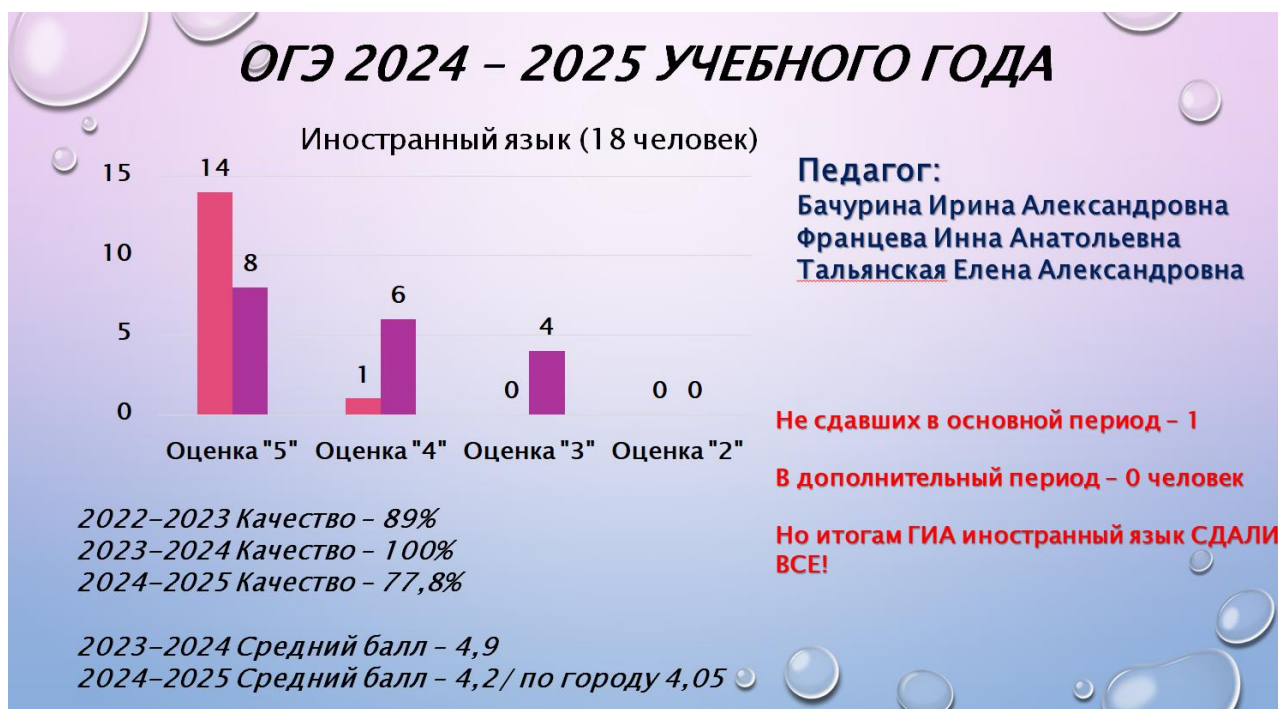 ОГЭ 2024 – 2025 УЧЕБНОГО ГОДА
Иностранный язык (18 человек)
15
10
5
0
14
8
1
6
0
4
0
0
Оценка "5"
Оценка "4"
Оценка "3"
Оценка "2"
Педагог:
Бачурина Ирина Александровна
Францева Инна Анатольевна
Тальянская Елена Александровна
Не сдавших в основной период – 1
В дополнительный период – 0 человек
Но итогам ГИА иностранный язык СДАЛИ
ВСЕ!
2022-2023 Качество – 89%
2023-2024 Качество – 100%
2024-2025 Качество – 77,8%
2023-2024 Средний балл – 4,9
2024-2025 Средний балл – 4,2/ по городу 4,05